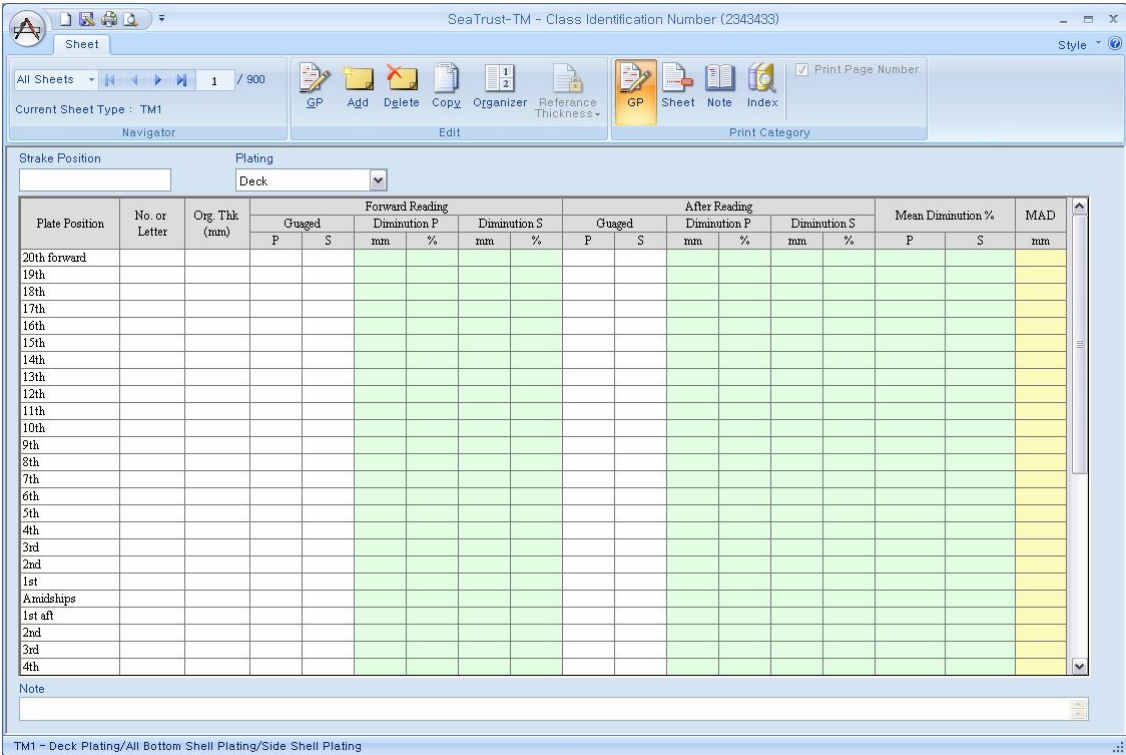 SeaTrust-TM - Class Identification Number (2343433)
Sheet
Style
All Sheets 1 / 900
Current Sheet Type : TM1
Navigator
GP Add Delete Copy Organizer Reference Thickness
Edit
GP Sheet Note Index
Print Page Number
Print Category
Strake Position Plating
Deck
Plate Position No. or Letter Org. Thk (mm) Forward Reading After Reading Mean Diminution % MAD
Guaged Diminution P Diminution S Guaged Diminution P Diminution S
P S mm % mm % P S mm % mm % P S mm
20th forward
19th
18th
17th
16th
15th
14th
13th
12th
11th
10th
9th
8th
7th
6th
5th
4th
3rd
2nd
1st
Amidships
1st aft
2nd
3rd
4th
Note
TM1 - Deck Plating/All Bottom Shell Plating/Side Shell Plating